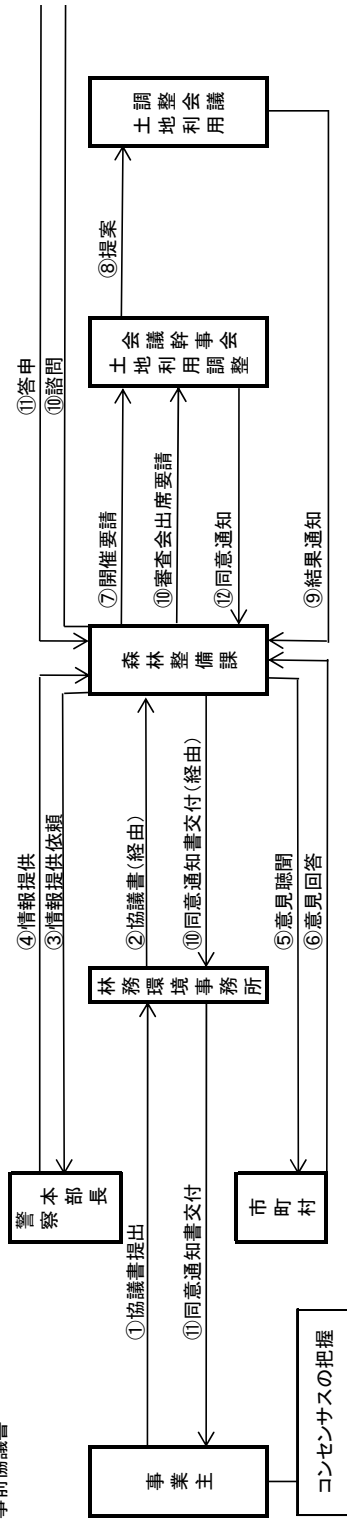 事前協議書
事業主
コンセンサスの把握
①協議書提出
⑪同意通知書交付
警察
本部長
市町村
林務環境事務所
④情報提供
③情報提供依頼
②協議書(経由)
⑩同意通知書交付(経由)
⑤意見聴聞
⑥意見回答
森林整備課
⑪答申
⑩諮問
⑦開催要請
⑩審査会出席要請
⑫同意通知
⑨結果通知
土地利用調整
会議幹事会
⑧提案
土地利用
調整会議